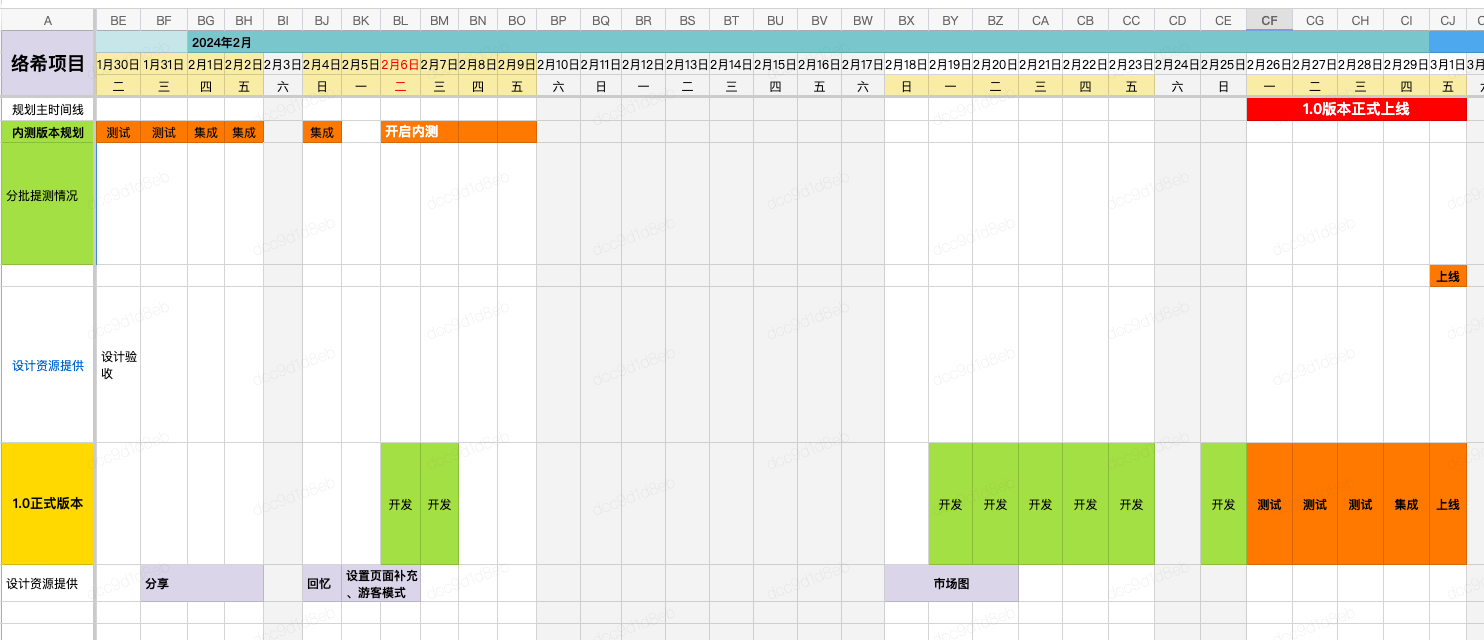 A BE BF BG BH BI BJ BK BL BM BN BO BP BQ BR BS BT BU BV BW BX BY BZ CA CB CC CD CE CF CG CH CI CJ
络希项目
2024年2月
1月30日 1月31日 2月1日 2月2日 2月3日 2月4日 2月5日 2月6日 2月7日 2月8日 2月9日 2月10日 2月11日 2月12日 2月13日 2月14日 2月15日 2月16日 2月17日 2月18日 2月19日 2月20日 2月21日 2月22日 2月23日 2月24日 2月25日 2月26日 2月27日 2月28日 2月29日 3月1日 3月
二 三 四 五 六 日 一 二 三 四 五 六 日 一 二 三 四 五 六 日 一 二 三 四 五 六 日 一 二 三 四 五
规划主时间线 1.0版本正式上线
内测版本规划 测试 测试 集成 集成 集成 开启内测
分批提测情况
上线
设计资源提供 设计验
收
1.0正式版本 开发 开发 开发 开发 开发 开发 开发 开发 测试 测试 测试 集成 上线
设计资源提供 分享 回忆 设置页面补充
、游客模式 市场图
dcc9d1d8eb